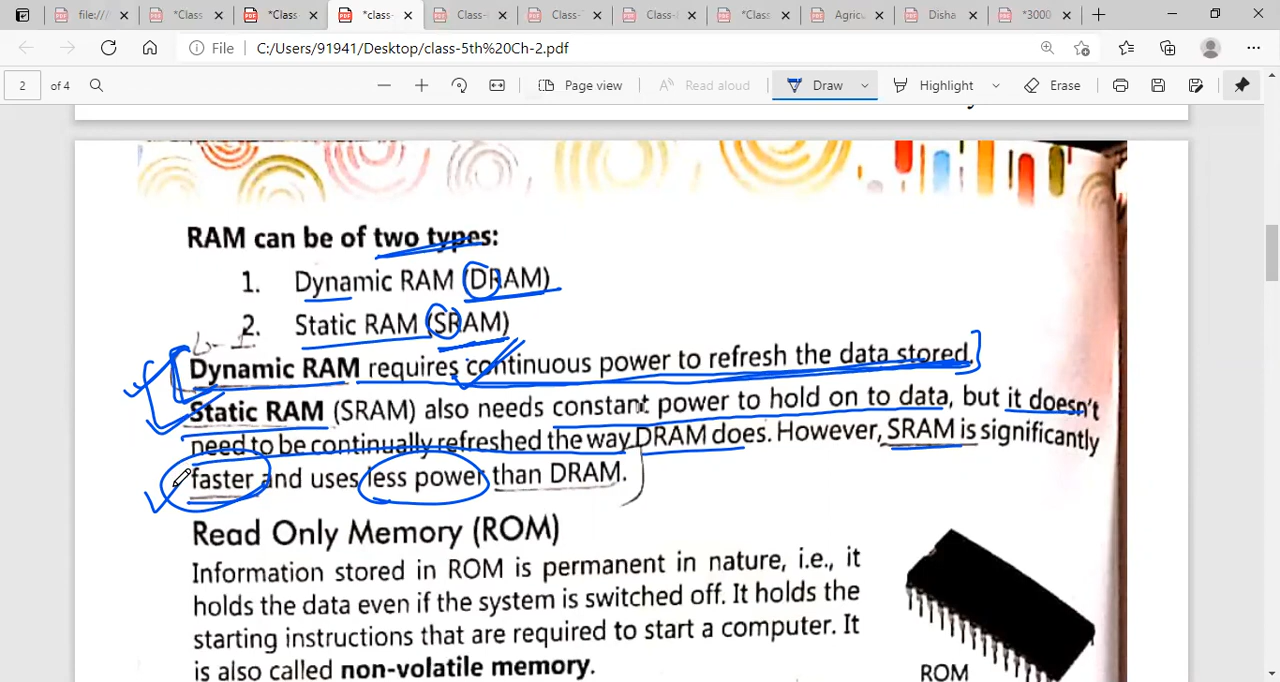 file:///
*Class
*Class-
*class-
Class-
Class-
Class-
*Class
Agricu
Disha
*3000
File
C:/Users/91941/Desktop/class-5th%20Ch-2.pdf
2 of 4
Page view
Read aloud
Draw
Highlight
Erase
RAM can be of two types:
1. Dynamic RAM (DRAM)
2. Static RAM (SRAM)
Dynamic RAM requires continuous power to refresh the data stored.
Static RAM (SRAM) also needs constant power to hold on to data, but it doesn't
need to be continually refreshed the way DRAM does. However, SRAM is significantly
faster and uses less power than DRAM.
Read Only Memory (ROM)
Information stored in ROM is permanent in nature, i.e., it
holds the data even if the system is switched off. It holds the
starting instructions that are required to start a computer. It
is also called non-volatile memory.
ROM